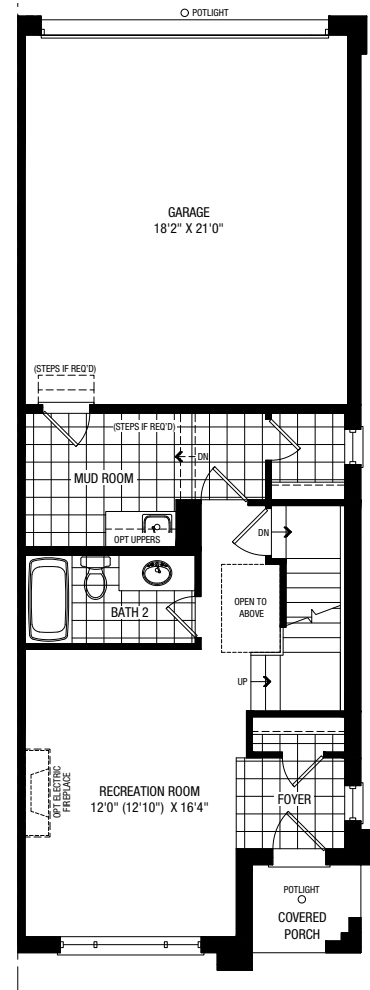 POTLIGHT
GARAGE
18'2" X 21'0"
(STEPS IF REQ'D)
(STEPS IF REQ'D)
DN
MUD ROOM
OPT UPPERS
DN
BATH 2
OPEN TO
ABOVE
UP
OPT ELECTRIC
FIREPLACE
RECREATION ROOM
12'0" (12'10") X 16'4"
FOYER
POTLIGHT
COVERED
PORCH